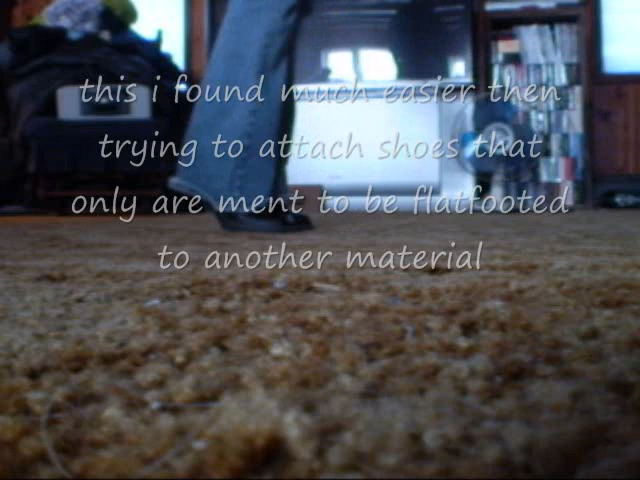 this i found much easier then
trying to attach shoes that
only are ment to be flatfooted
to another material